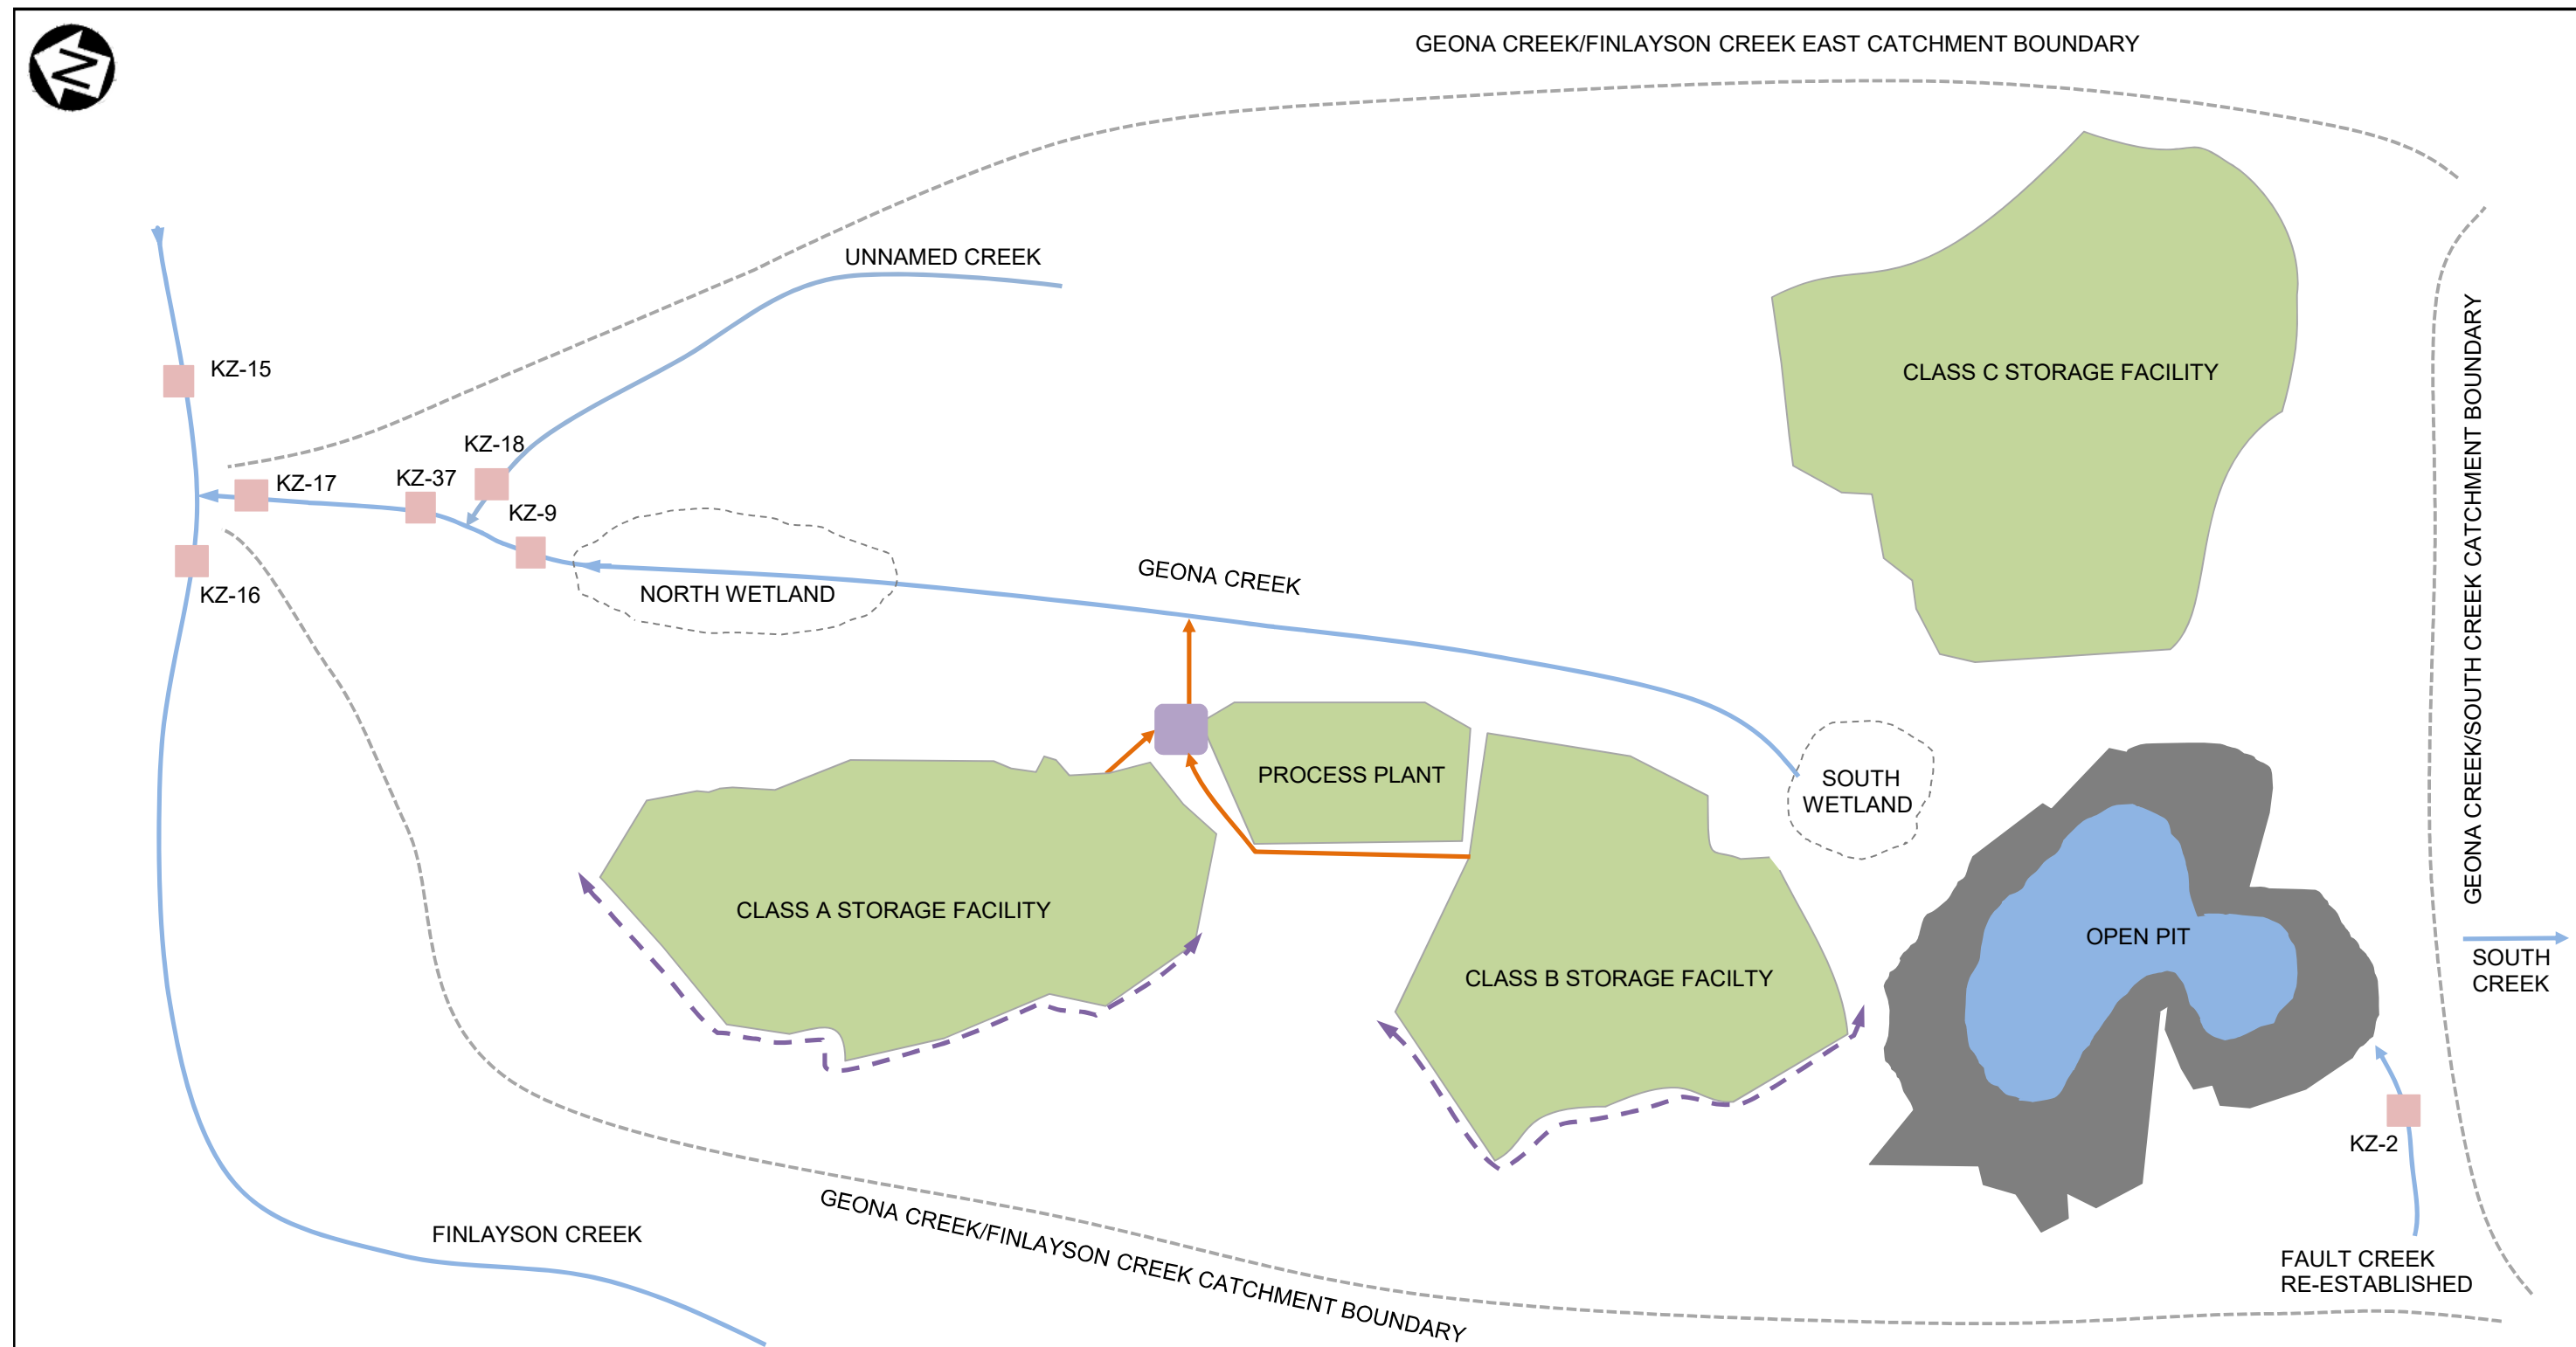 GEONA CREEK/FINLAYSON CREEK EAST CATCHMENT BOUNDARY
N
UNNAMED CREEK
KZ-15
CLASS C STORAGE FACILITY
GEONA CREEK/SOUTH CREEK CATCHMENT BOUNDARY
KZ-18
KZ-37
KZ-17
KZ-9
GEONA CREEK
NORTH WETLAND
KZ-16
PROCESS PLANT
SOUTH
WETLAND
CLASS A STORAGE FACILITY
OPEN PIT
SOUTH
CREEK
CLASS B STORAGE FACILTY
KZ-2
GEONA CREEK/FINLAYSON CREEK CATCHMENT BOUNDARY
FINLAYSON CREEK
FAULT CREEK
RE-ESTABLISHED